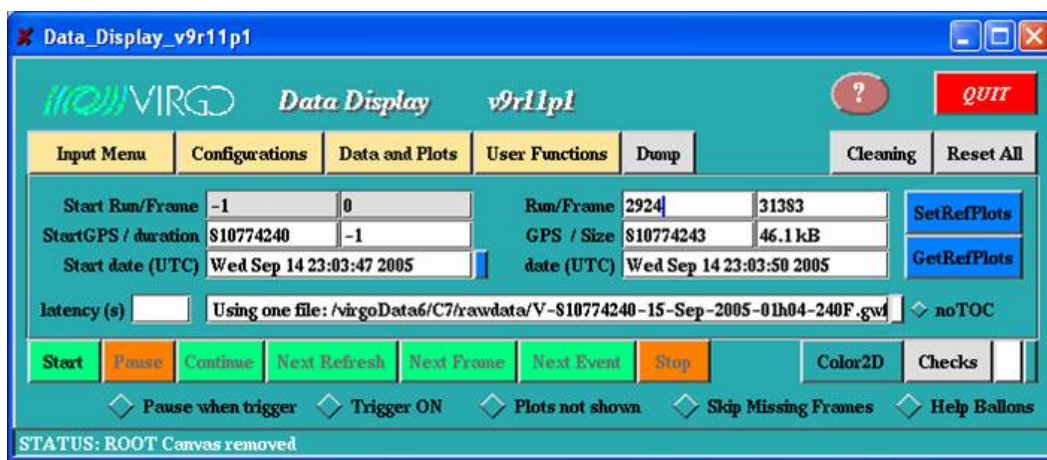 Data_Display_v9r11p1
VIRGO Data Display v9r11p1 ? QUIT
Input Menu Configurations Data and Plots User Functions Dump Cleaning Reset All
Start Run/Frame -1 0 Run/Frame 2924 31383 SetRefPlots
StartGPS / duration 810774240 -1 GPS / Size 810774243 46.1 kB
Start date (UTC) Wed Sep 14 23:03:47 2005 date (UTC) Wed Sep 14 23:03:50 2005 GetRefPlots
latency (s) Using one file: /virgoData6/C7/rawdata/V-810774240-15-Sep-2005-01h04-240F.gwf noTOC
Start Pause Continue Next Refresh Next Frame Next Event Stop Color2D Checks
Pause when trigger Trigger ON Plots not shown Skip Missing Frames Help Ballons
STATUS: ROOT Canvas removed